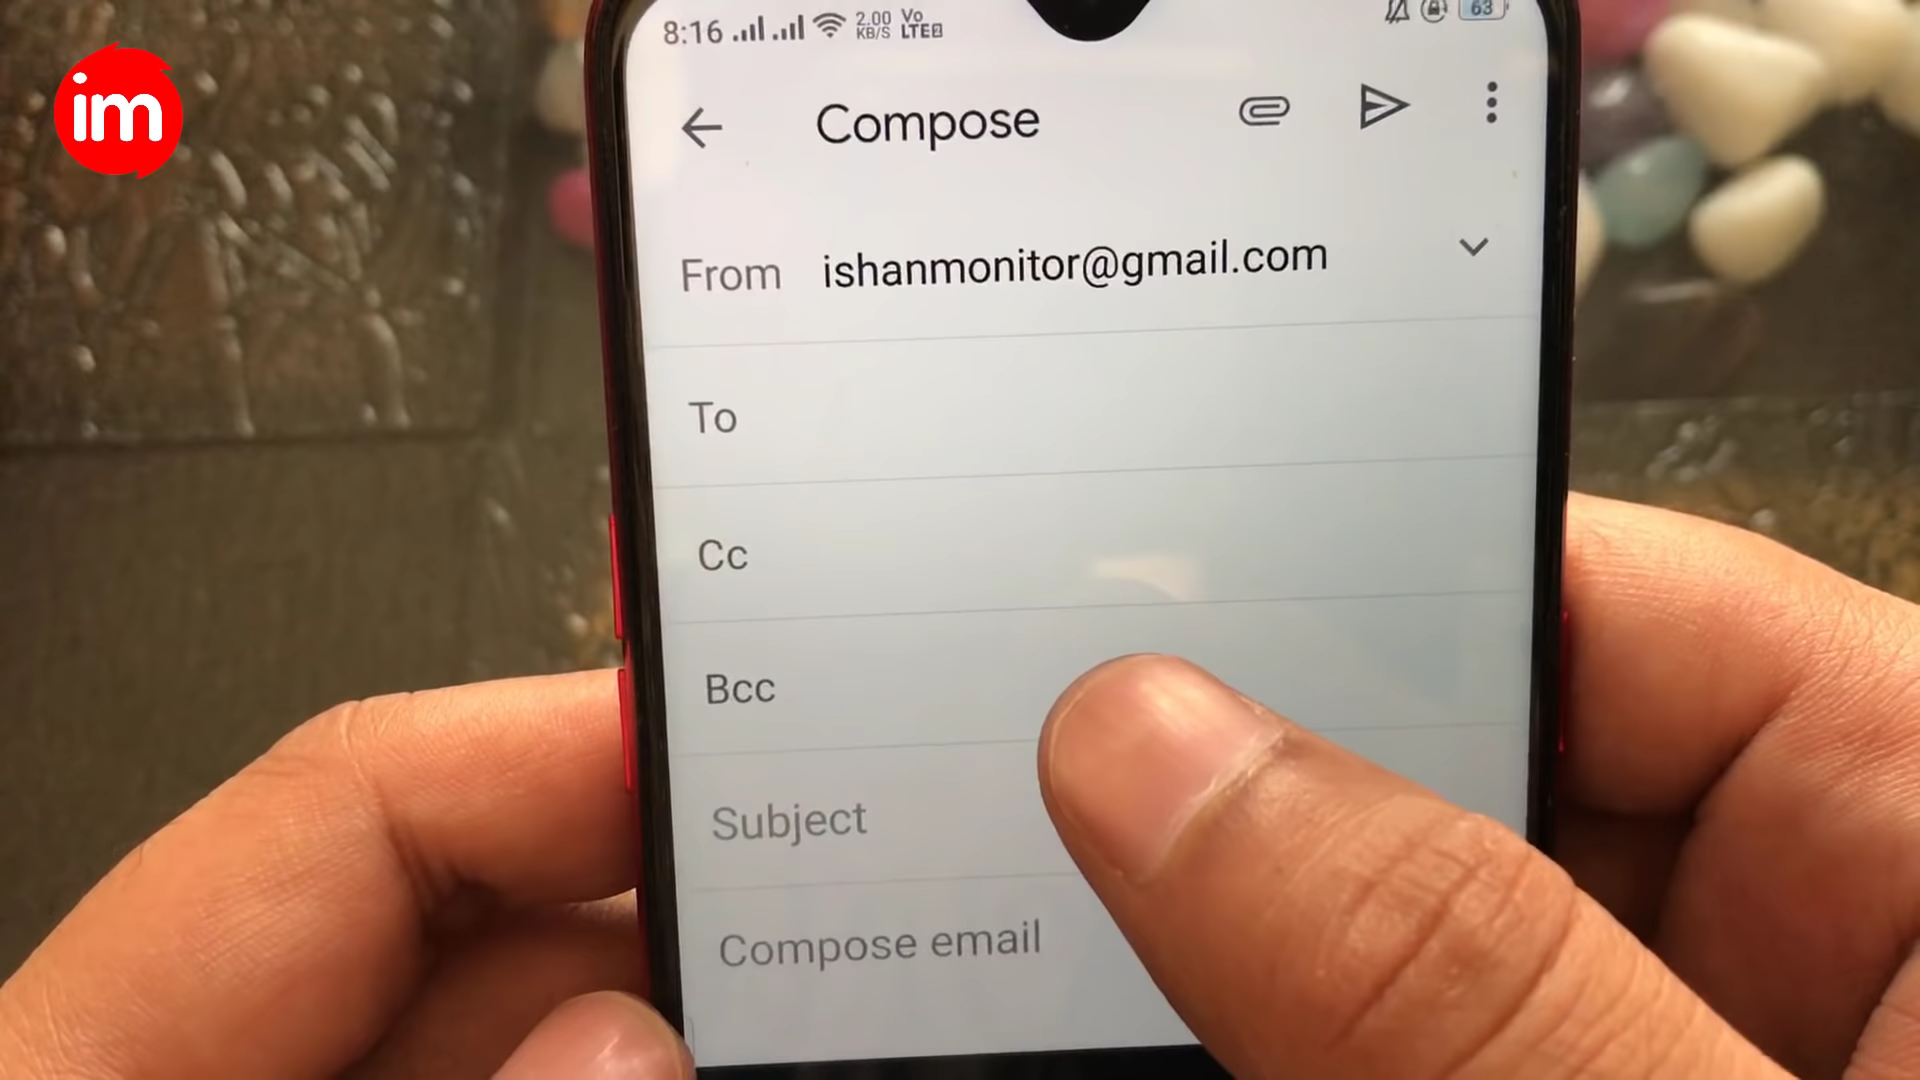 im
8:16 2.00 KB/S Vo LTE2 63
Compose
From ishanmonitor@gmail.com
To
Cc
Bcc
Subject
Compose email